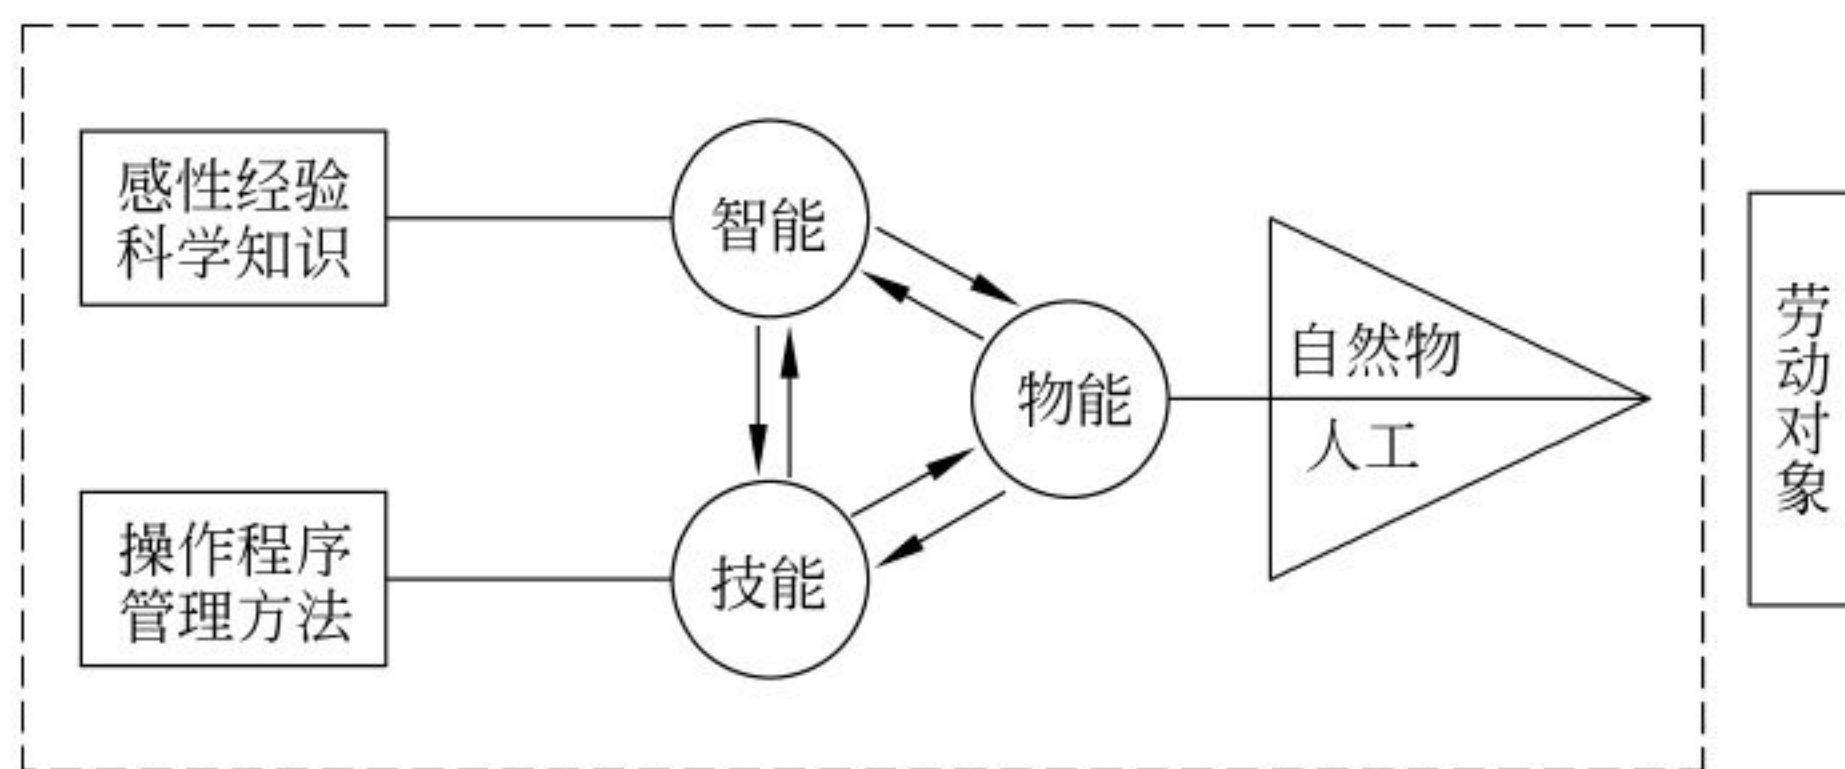 感性经验
科学知识
智能
自然物
物能
人工
操作程序
管理方法
技能
劳动对象